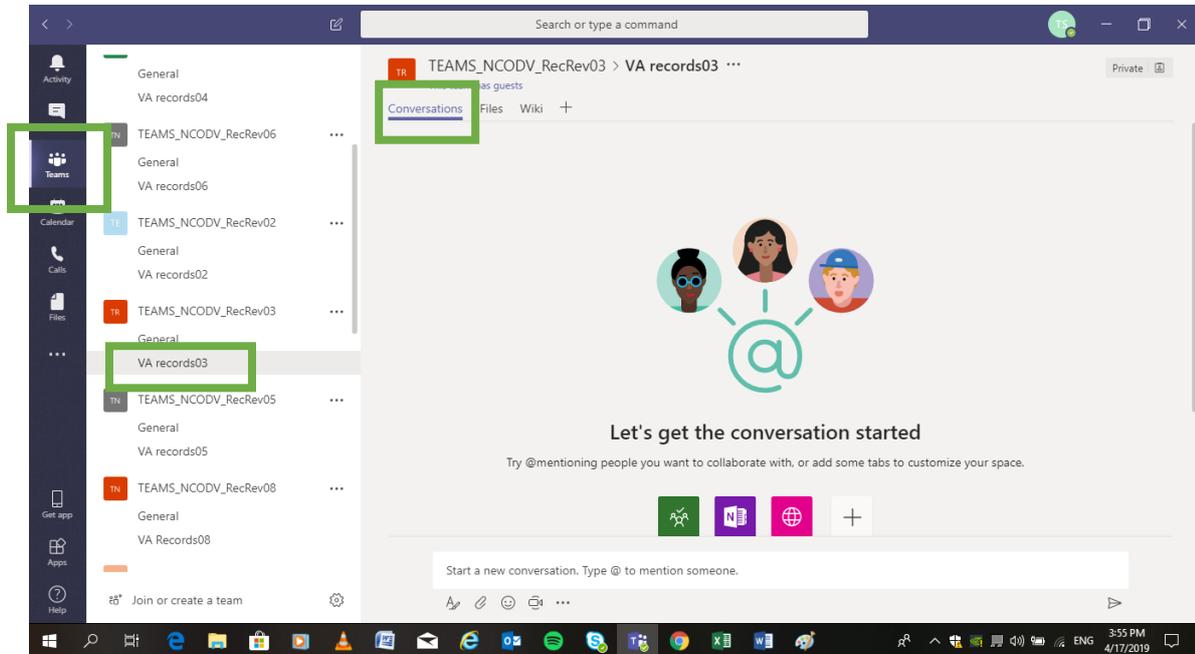 Search or type a command
TS
Activity
Teams
Calendar
Calls
Files
Get app
Apps
Help
General
VA records04
TN TEAMS_NCODV_RecRev06
General
VA records06
TE TEAMS_NCODV_RecRev02
General
VA records02
TR TEAMS_NCODV_RecRev03
General
VA records03
TN TEAMS_NCODV_RecRev05
General
VA records05
TN TEAMS_NCODV_RecRev08
General
VA Records08
Join or create a team
TR TEAMS_NCODV_RecRev03 > VA records03 ...
guests
Private
Conversations Files Wiki +
Let's get the conversation started
Try @mentioning people you want to collaborate with, or add some tabs to customize your space.
Start a new conversation. Type @ to mention someone.
ENG
3:55 PM
4/17/2019